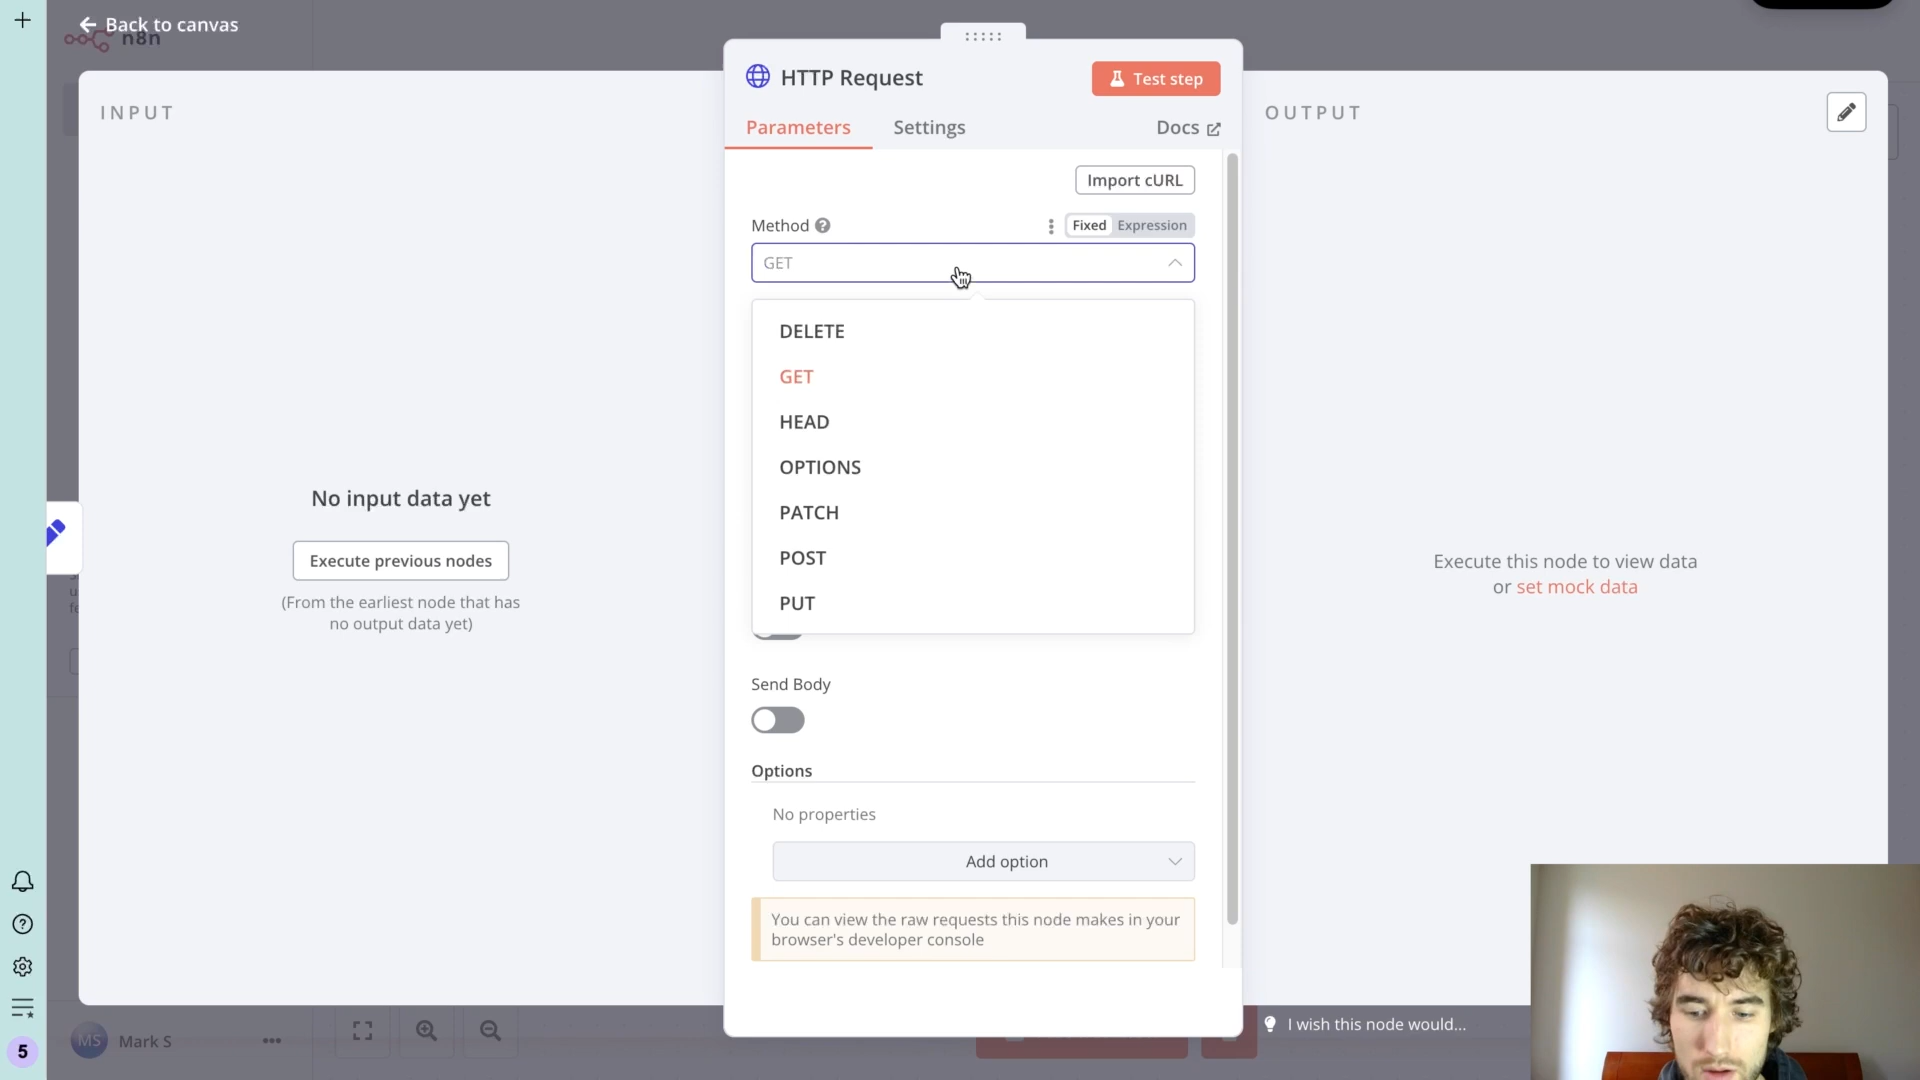 Back to canvas
n8n
INPUT
No input data yet
Execute previous nodes
(From the earliest node that has
no output data yet)
HTTP Request
Test step
Parameters
Settings
Docs
Import cURL
Method
Fixed
Expression
GET
DELETE
GET
HEAD
OPTIONS
PATCH
POST
PUT
Send Body
Options
No properties
Add option
You can view the raw requests this node makes in your
browser's developer console
OUTPUT
Execute this node to view data
or set mock data
I wish this node would...
MS
Mark S
5